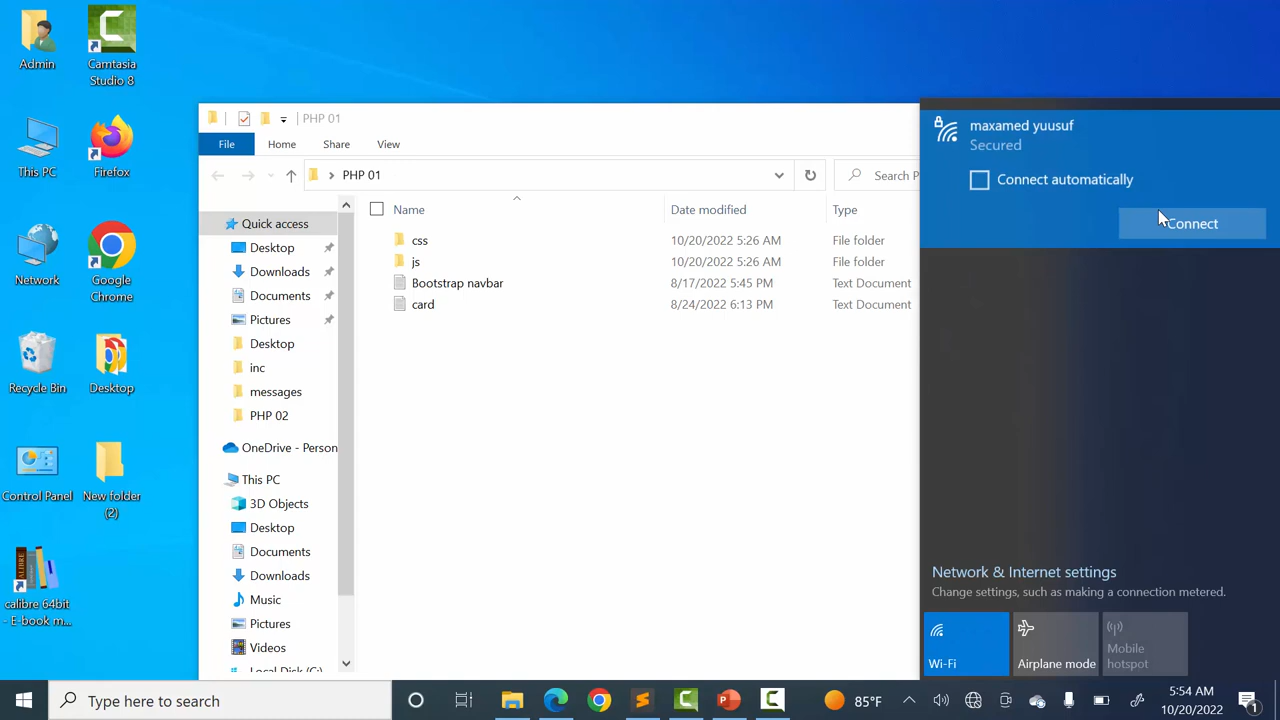 Admin
Camtasia
Studio 8
This PC
Firefox
Network
Google
Chrome
Recycle Bin
Desktop
Control Panel
New folder
(2)
calibre 64bit
- E-book m...
PHP 01
File
Home
Share
View
PHP 01
Search P
Name
Date modified
Type
css
10/20/2022 5:26 AM
File folder
js
10/20/2022 5:26 AM
File folder
Bootstrap navbar
8/17/2022 5:45 PM
Text Document
card
8/24/2022 6:13 PM
Text Document
Quick access
Desktop
Downloads
Documents
Pictures
Desktop
inc
messages
PHP 02
OneDrive - Person
This PC
3D Objects
Desktop
Documents
Downloads
Music
Pictures
Videos
Local Disk (C:)
maxamed yuusuf
Secured
Connect automatically
Connect
Network & Internet settings
Change settings, such as making a connection metered.
Wi-Fi
Airplane mode
Mobile
hotspot
Type here to search
85°F
5:54 AM
10/20/2022
1